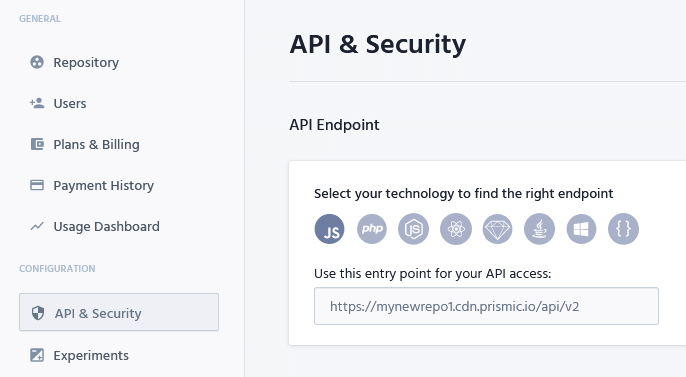 GENERAL
Repository
Users
Plans & Billing
Payment History
Usage Dashboard
CONFIGURATION
API & Security
Experiments
API & Security
API Endpoint
Select your technology to find the right endpoint
JS php JS
Use this entry point for your API access:
https://mynewrepo1.cdn.prismic.io/api/v2